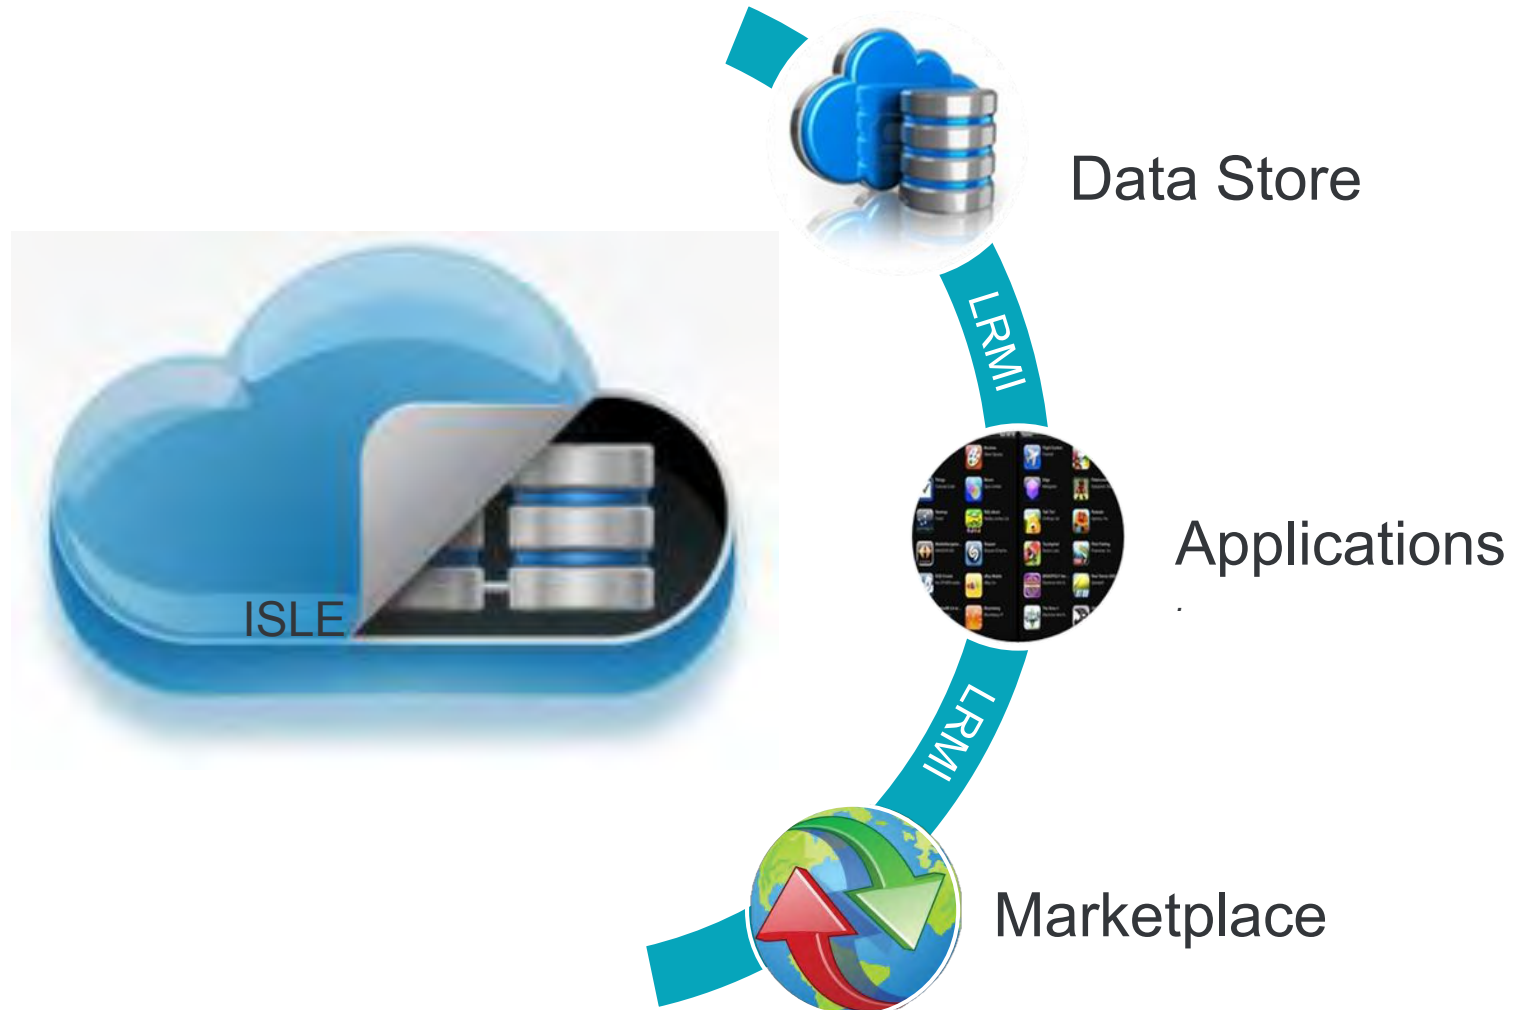 Data Store
LRMI
ISLE
Applications
.
LRMI
Marketplace